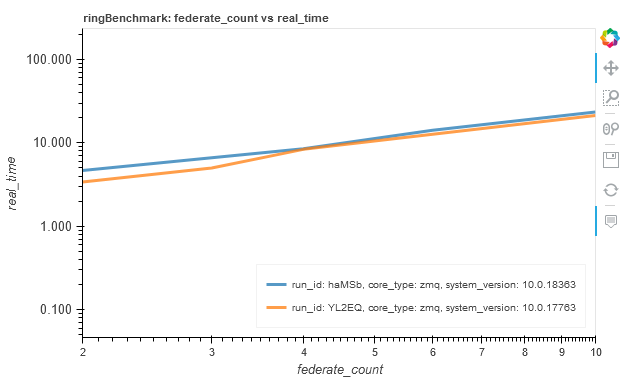 ringBenchmark: federate_count vs real_time
100.000
10.000
1.000
0.100
real_time
run_id: haMSb, core_type: zmq, system_version: 10.0.18363
run_id: YL2EQ, core_type: zmq, system_version: 10.0.17763
2 3 4 5 6 7 8 9 10
federate_count